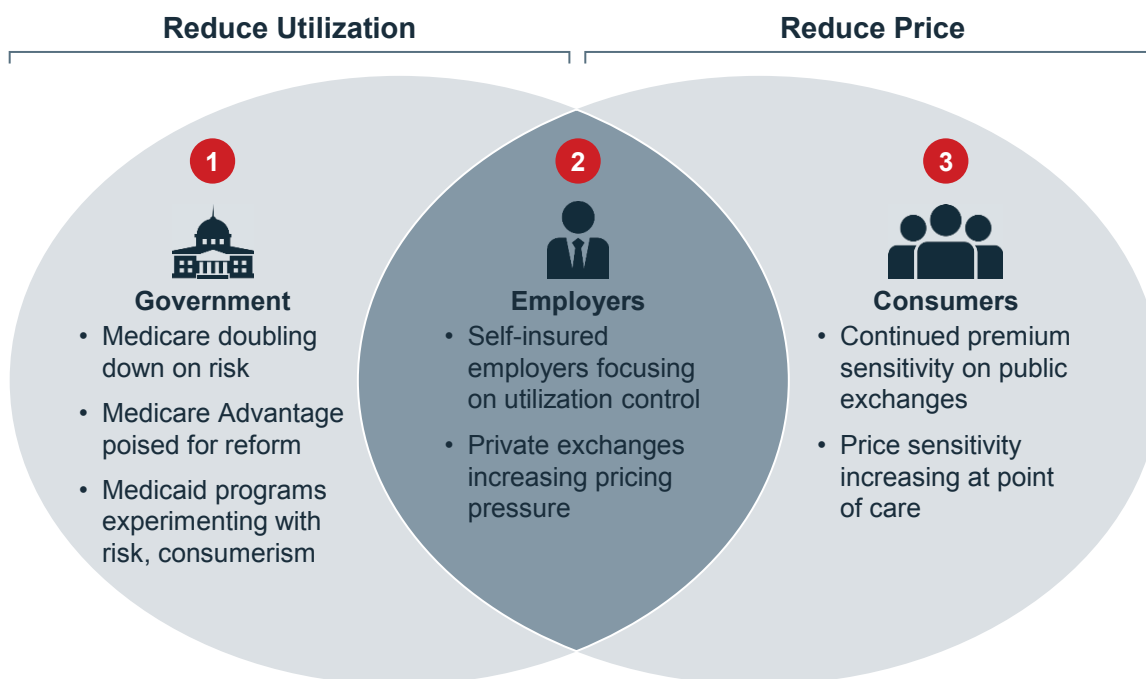 Reduce Utilization
Reduce Price
1
Government
• Medicare doubling
down on risk
• Medicare Advantage
poised for reform
• Medicaid programs
experimenting with
risk, consumerism
2
Employers
• Self-insured
employers focusing
on utilization control
• Private exchanges
increasing pricing
pressure
3
Consumers
• Continued premium
sensitivity on public
exchanges
• Price sensitivity
increasing at point
of care